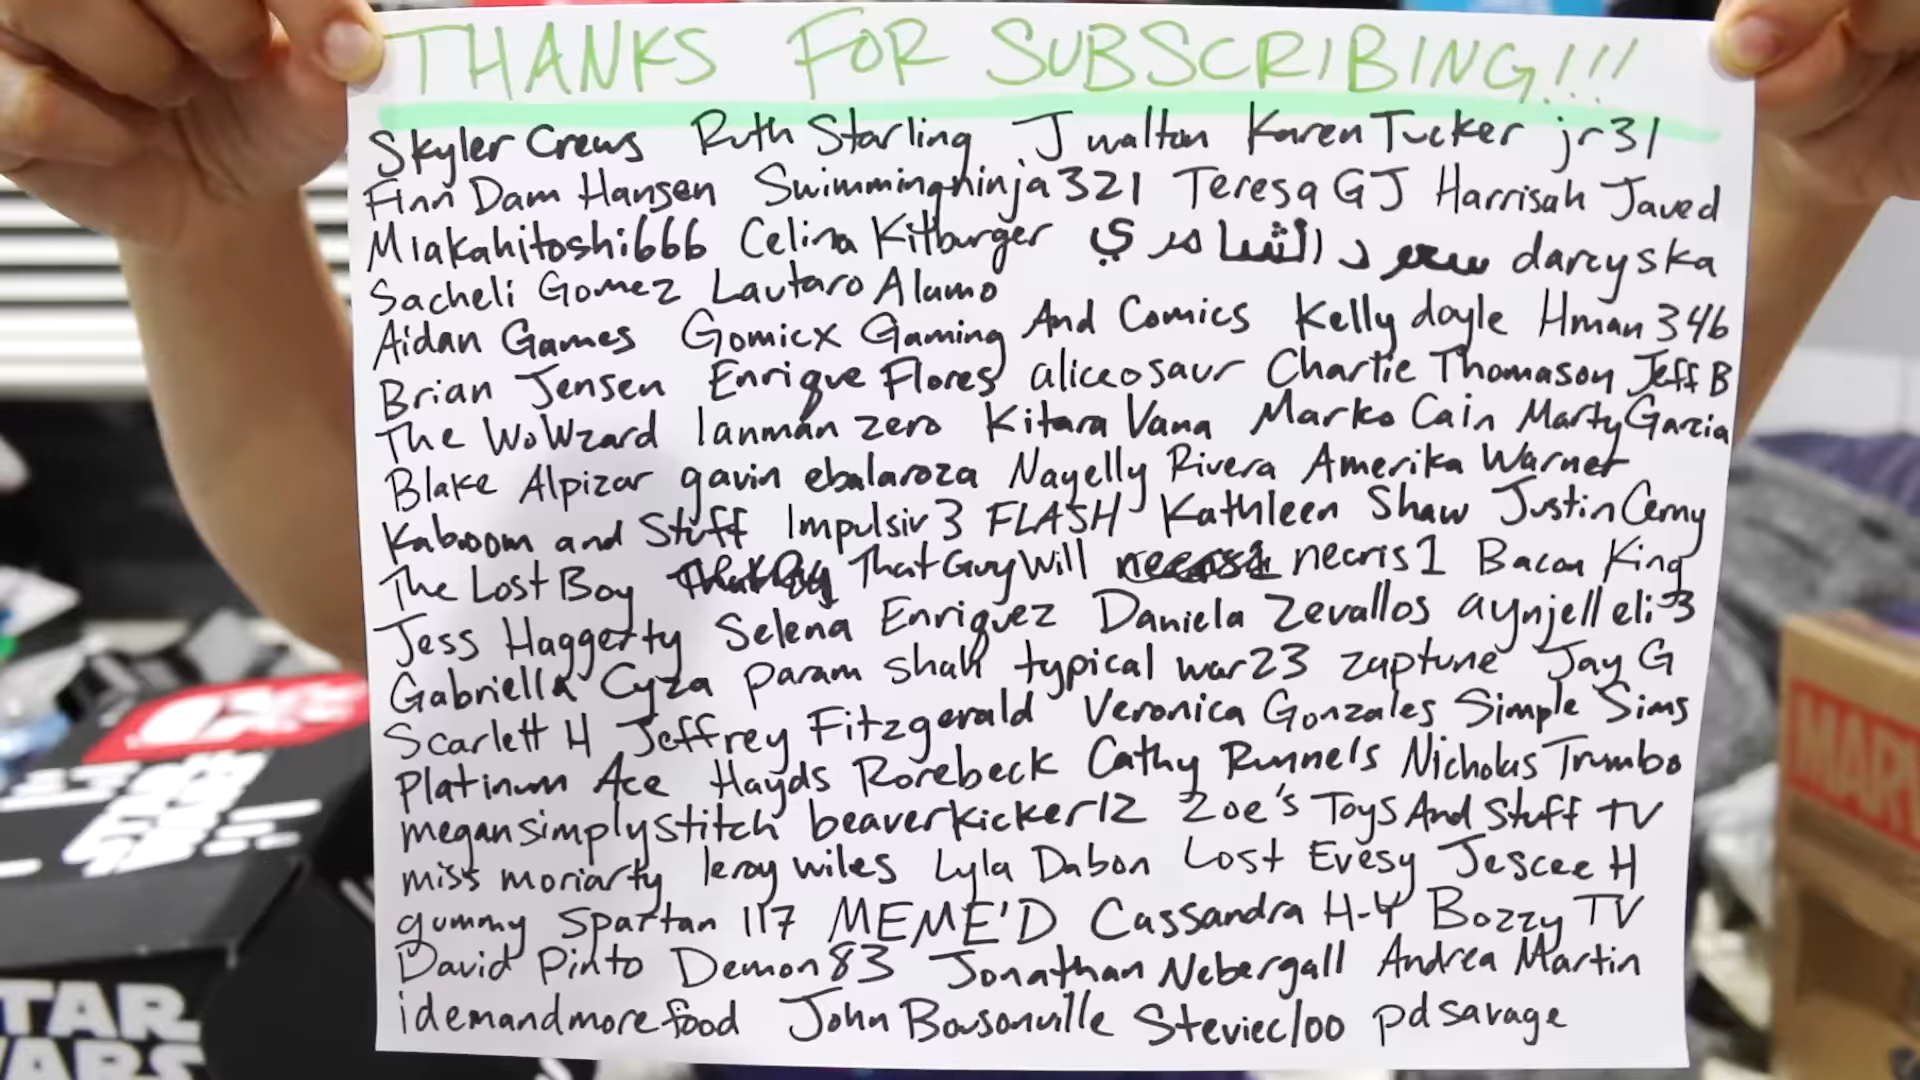 THANKS FOR SUBSCRIBING!!!
Skyler Crews Ruth Starling J walton Karen Tucker jr31
Finn Dam Hansen Swimmingninja321 Teresa GJ Harrisah Javed
Miakahitoshi666 Celina Kitburger سعود الشامري darcyska
Sacheli Gomez Lautaro Alamo
Aidan Games Gomicx Gaming And Comics Kelly doyle Hman346
Brian Jensen Enrique Flores aliceosaur Charlie Thomason Jeff B
The WoWzard lanman zero Kitara Vana Marko Cain Marty Garcia
Blake Alpizar gavin ebalaroza Nayelly Rivera Amerika Warner
Kaboom and Stuff Impulsiv3 FLASH Kathleen Shaw Justin Cerny
The Lost Boy That Guy Will necris1 Bacon King
Jess Haggerty Selena Enriquez Daniela Zevallos aynjell eli3
Gabriella Cyza param shah typical war23 zaptune Jay G
Scarlett H Jeffrey Fitzgerald Veronica Gonzales Simple Sims
Platinum Ace Hayds Rorebeck Cathy Runnels Nicholas Trumbo
megansimplystitch beaverkicker12 Zoe's Toys And Stuff TV
miss moriarty leroy wiles Lyla Dabon Lost Evesy Jescee H
gummy Spartan 117 MEME'D Cassandra H-Y Bozzy TV
David Pinto Demon83 Jonathan Nebergall Andrea Martin
idemandmorefood John Bousonville Steviec100 pdsavage
STAR
WARS
MARV